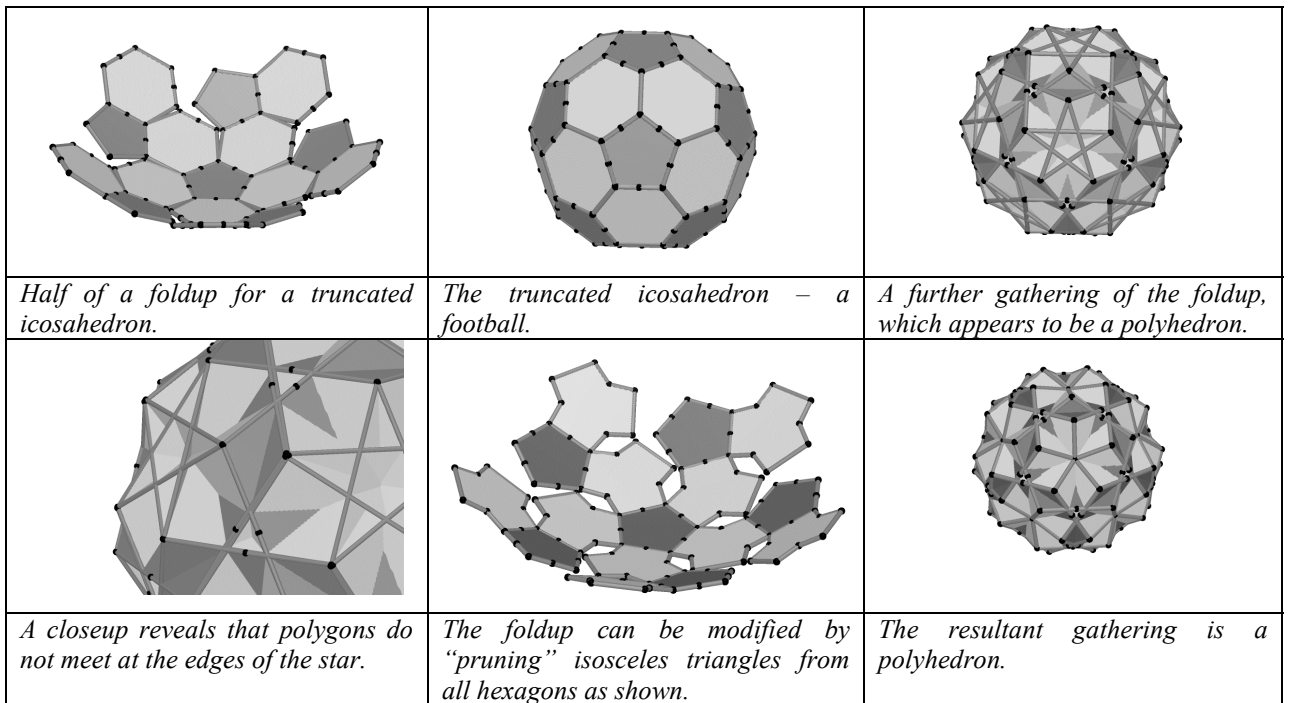 Half of a foldup for a truncated
icosahedron.
The truncated icosahedron – a
football.
A further gathering of the foldup,
which appears to be a polyhedron.
A closeup reveals that polygons do
not meet at the edges of the star.
The foldup can be modified by
“pruning” isosceles triangles from
all hexagons as shown.
The resultant gathering is a
polyhedron.